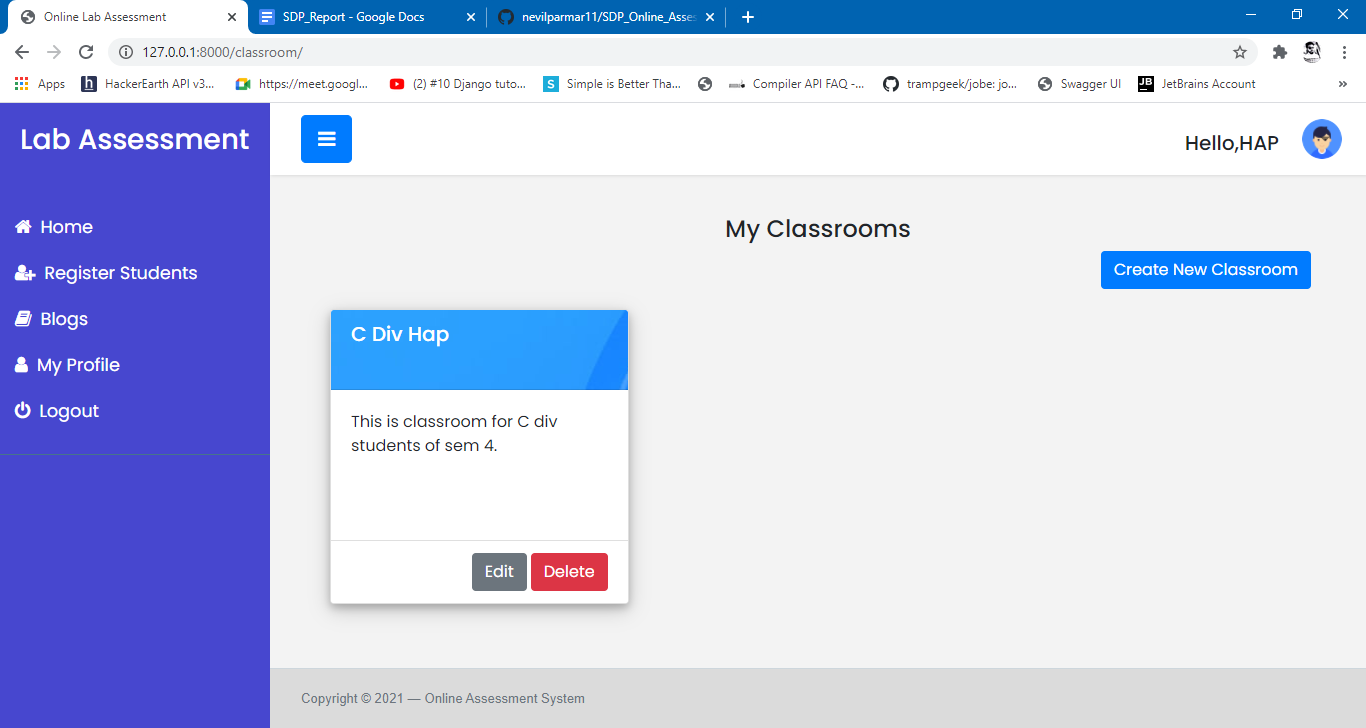 Online Lab Assessment
SDP_Report - Google Docs
nevilparmar11/SDP_Online_Asses
127.0.0.1:8000/classroom/
Apps
HackerEarth API v3...
https://meet.googl...
(2) #10 Django tuto...
S
Simple is Better Tha...
Compiler API FAQ -...
trampgeek/jobe: jo...
Swagger UI
JB
JetBrains Account
Lab Assessment
Hello,HAP
Home
Register Students
Blogs
My Profile
Logout
My Classrooms
Create New Classroom
C Div Hap
This is classroom for C div
students of sem 4.
Edit
Delete
Copyright © 2021 — Online Assessment System